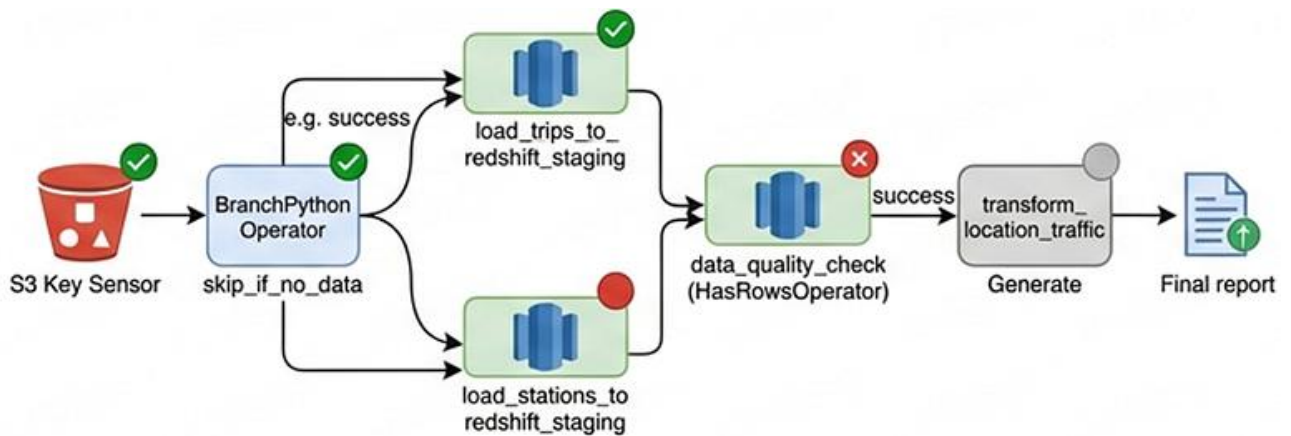 S3 Key Sensor
BranchPython
Operator
skip_if_no_data
e.g. success
load_trips_to_
redshift_staging
load_stations_to
redshift_staging
data_quality_check
(HasRowsOperator)
success
transform_
location_traffic
Generate
Final report